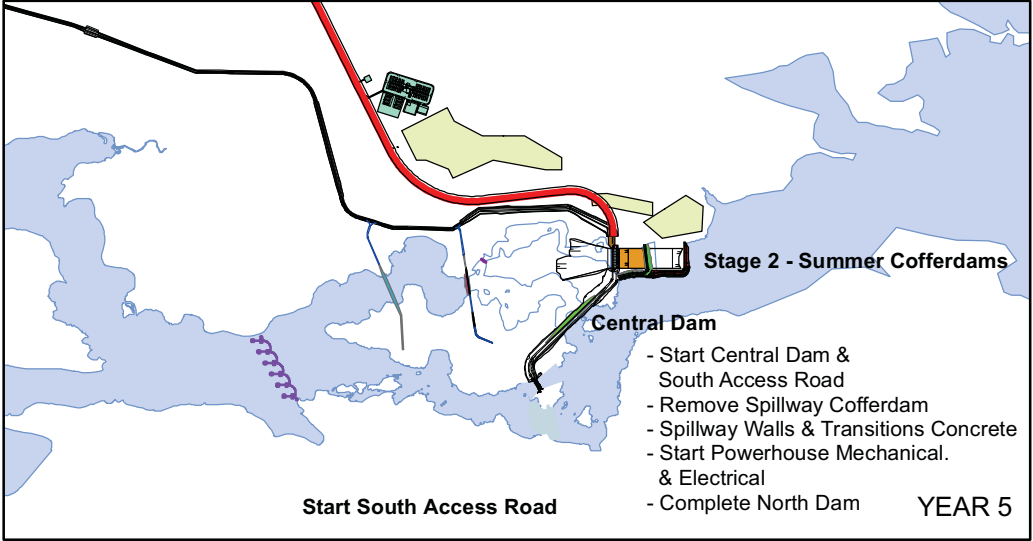 Stage 2 - Summer Cofferdams
Central Dam
- Start Central Dam &
South Access Road
- Remove Spillway Cofferdam
- Spillway Walls & Transitions Concrete
- Start Powerhouse Mechanical.
& Electrical
- Complete North Dam
Start South Access Road
YEAR 5